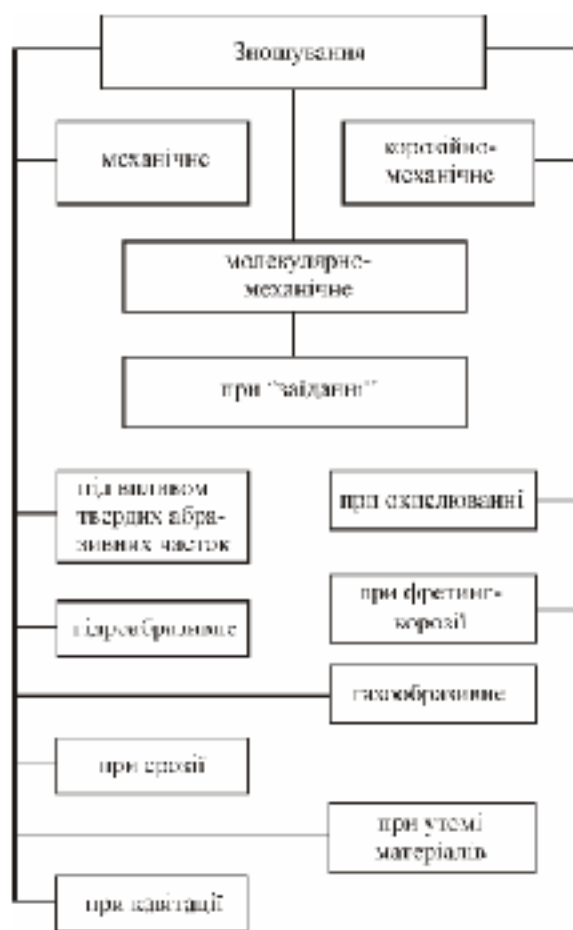 Зношування
механічне
корозійно-
механічне
молекулярно-
механічне
при "заїданні"
під впливом
твердих абра-
зивних часток
при окислюванні
гідроабразивне
при фретинг-
корозії
газоабразивне
при ерозії
при утомі
матеріалів
при кавітації